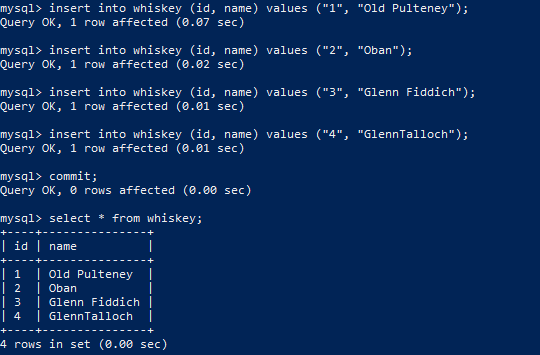 mysql> insert into whiskey (id, name) values ("1", "Old Pulteney");
Query OK, 1 row affected (0.07 sec)
mysql> insert into whiskey (id, name) values ("2", "Oban");
Query OK, 1 row affected (0.02 sec)
mysql> insert into whiskey (id, name) values ("3", "Glenn Fiddich");
Query OK, 1 row affected (0.01 sec)
mysql> insert into whiskey (id, name) values ("4", "GlennTalloch");
Query OK, 1 row affected (0.01 sec)
mysql> commit;
Query OK, 0 rows affected (0.00 sec)
mysql> select * from whiskey;
+----+---------------+
| id | name          |
+----+---------------+
| 1  | Old Pulteney  |
| 2  | Oban          |
| 3  | Glenn Fiddich |
| 4  | GlennTalloch  |
+----+---------------+
4 rows in set (0.00 sec)